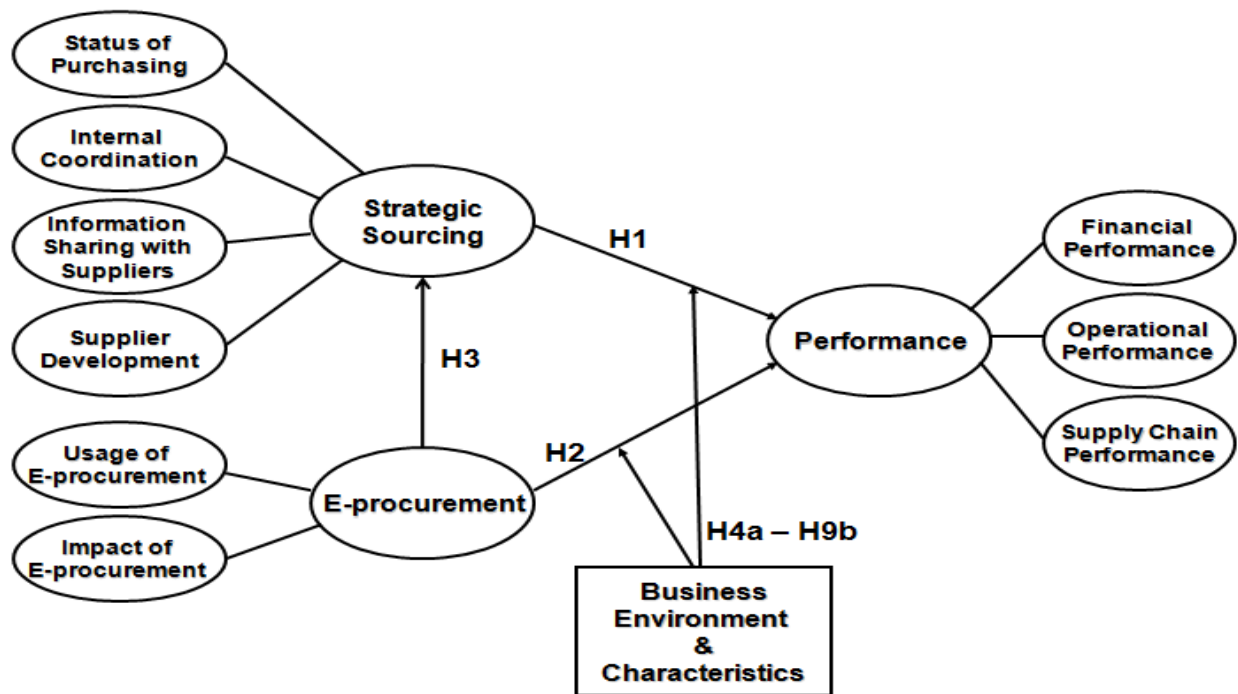 Status of
Purchasing
Internal
Coordination
Information
Sharing with
Suppliers
Supplier
Development
Usage of
E-procurement
Impact of
E-procurement
Strategic
Sourcing
E-procurement
H1
H3
H2
H4a – H9b
Business
Environment
&
Characteristics
Performance
Financial
Performance
Operational
Performance
Supply Chain
Performance